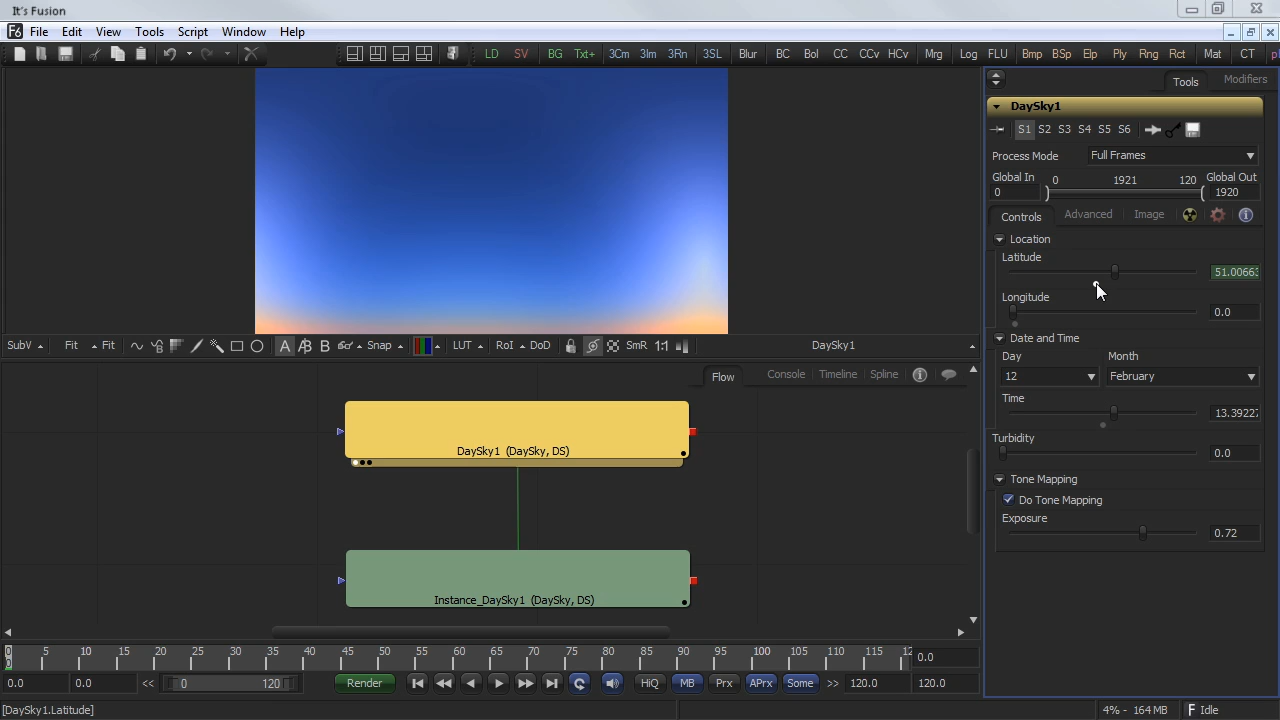 It's Fusion
File Edit View Tools Script Window Help
LD SV BG Txt+ 3Cm 3Im 3Rn 3SL Blur BC Bol CC CCv HCv Mrg Log FLU Bmp BSp Elp Ply Rng Rct Mat CT
Tools Modifiers
DaySky1
S1 S2 S3 S4 S5 S6
Process Mode Full Frames
Global In 0 1921 120 Global Out
0 1920
Controls Advanced Image
Location
Latitude
51.00663
Longitude
0.0
Date and Time
Day Month
12 February
Time
13.39227
Turbidity
0.0
Tone Mapping
Do Tone Mapping
Exposure
0.72
SubV Fit Fit A A B Snap LUT RoI DoD SmR 1:1 DaySky1
Flow Console Timeline Spline
DaySky1 (DaySky, DS)
Instance_DaySky1 (DaySky, DS)
0 5 10 15 20 25 30 35 40 45 50 55 60 65 70 75 80 85 90 95 100 105 110 115 12 0.0
0
0.0 0.0 << 0 120 Render HiQ MB Prx APrx Some >> 120.0 120.0
[DaySky1.Latitude] 4% - 164 MB Idle